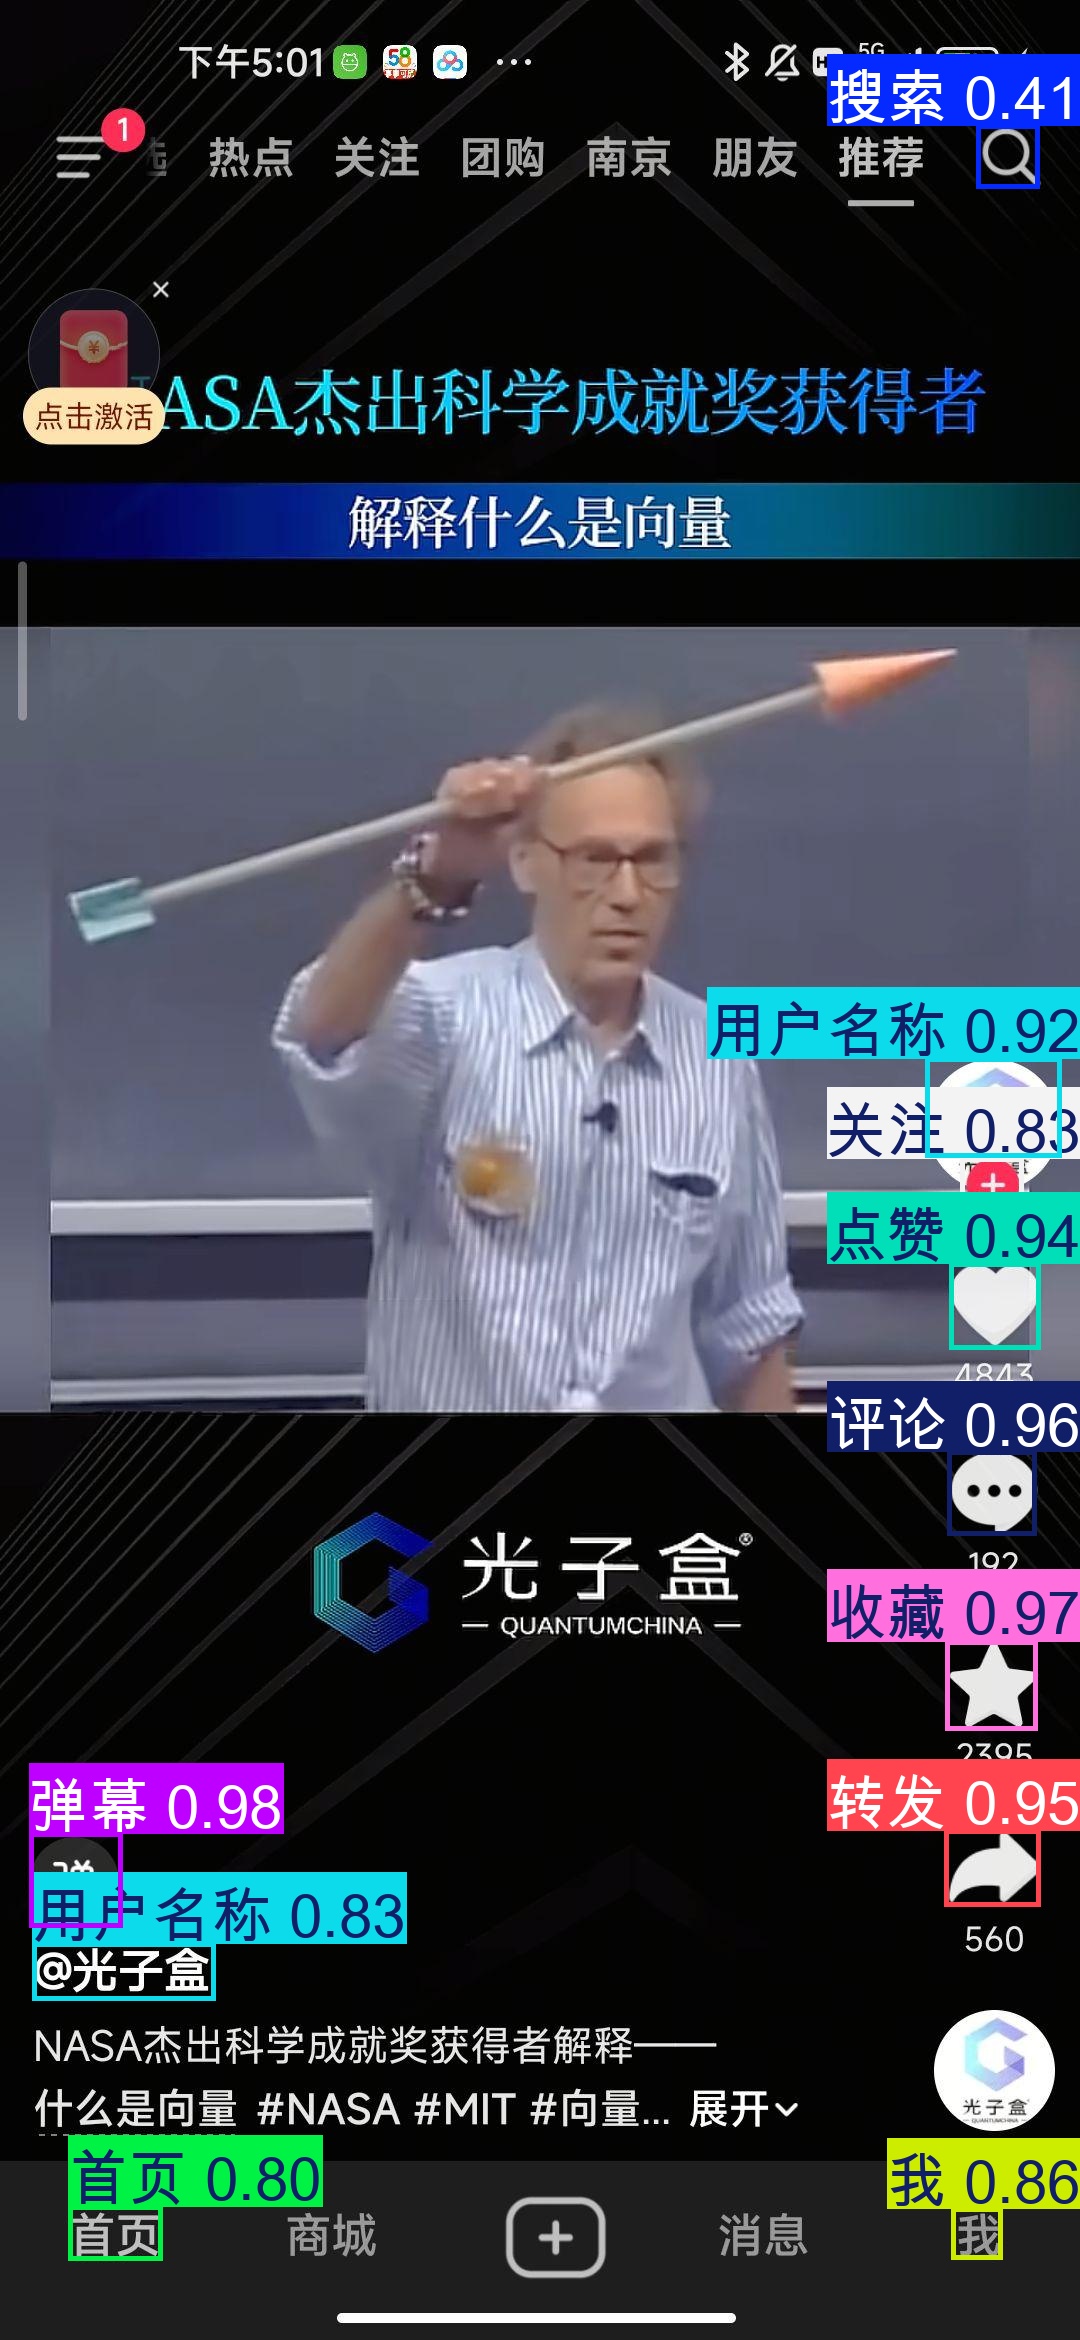 下午5:01
5G
搜索 0.41
1
热点 关注 团购 南京 朋友 推荐
点击激活
ASA杰出科学成就奖获得者
解释什么是向量
用户名称 0.92
关注 0.83
点赞 0.94
4843
评论 0.96
192
光子盒®
QUANTUMCHINA
收藏 0.97
2395
弹幕 0.98
转发 0.95
用户名称 0.83
560
@光子盒
NASA杰出科学成就奖获得者解释——
什么是向量 #NASA #MIT #向量... 展开
光子盒
QUANTUMCHINA
首页 0.80
我 0.86
首页 商城 消息 我